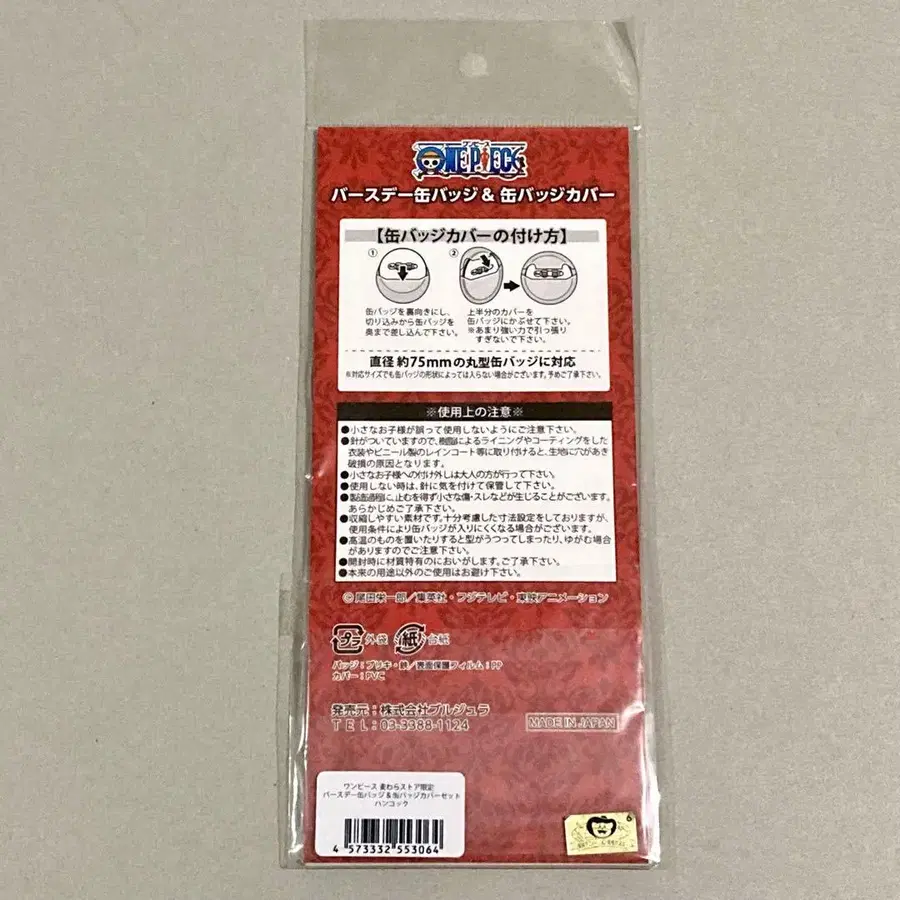 ONE PIECE
バースデー缶バッジ & 缶バッジカバー
【缶バッジカバーの付け方】
①
缶バッジを裏向きにし、
切り込みから缶バッジを
奥まで差し込んで下さい。
②
上半分のカバーを
缶バッジにかぶせて下さい。
※あまり強い力で引っ張り
すぎないで下さい。
直径 約75mmの丸型缶バッジに対応
※対応サイズでも缶バッジの形状によっては入らない場合がございます。予めご了承下さい。
※使用上の注意※
●小さなお子様が誤って使用しないようにご注意下さい。
●針がついていますので、樹脂によるライニングやコーティングをした
衣装やビニール製のレインコート等に取り付けると、生地に穴があき
破損の原因となります。
●小さなお子様への付け外しは大人の方が行って下さい。
●使用しない時は、針に気を付けて保管して下さい。
●製造過程に、止むを得ず小さな傷・スレなどが生じることがございます。
あらかじめご了承下さい。
●収縮しやすい素材です。十分考慮した寸法設定をしておりますが、
使用条件により缶バッジが入りにくくなる場合がございます。
●高温のものを置いたりすると型がうつってしまったり、ゆがむ場合
がありますのでご注意下さい。
●開封時に材質特有のにおいがします。ご了承下さい。
●本来の用途以外のご使用はお避け下さい。
©尾田栄一郎／集英社・フジテレビ・東映アニメーション
プラ 外袋 紙 台紙
バッジ：ブリキ・鉄／表面保護フィルム：PP
カバー：PVC
発売元：株式会社プルジュラ
TEL：03-3388-1124
MADE IN JAPAN
ワンピース 麦わらストア限定
バースデー缶バッジ&缶バッジカバーセット
ハンコック
4 573332 553064
6